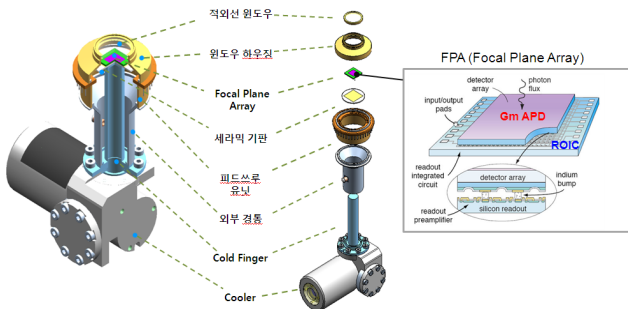 적외선 윈도우
윈도우 하우징
Focal Plane
Array
세라믹 기판
피드쓰루
유닛
외부 경통
Cold Finger
Cooler
FPA (Focal Plane Array)
detector
array
photon
flux
input/output
pads
Gm APD
ROIC
readout
integrated
circuit
detector array
indium
bump
readout
preamplifier
silicon readout